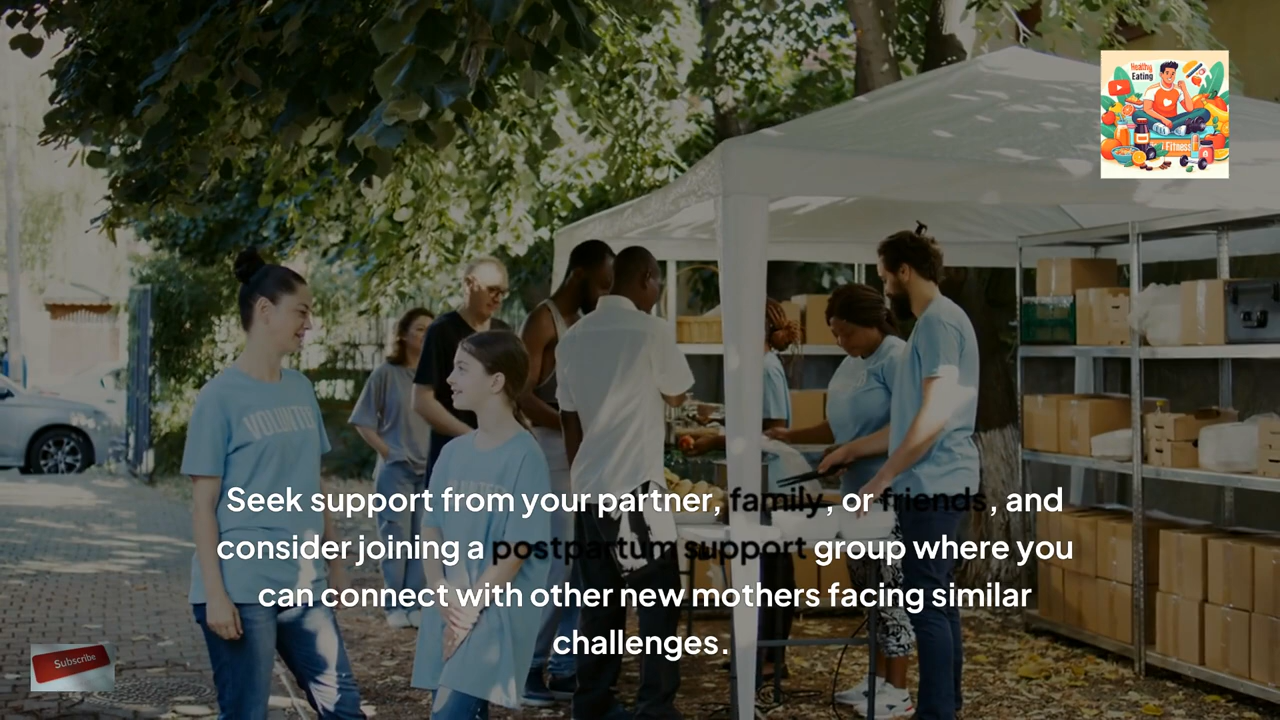 Healthy
Eating
Fitness
VOLUNTEER
Seek support from your partner, family, or friends, and
consider joining a postpartum support group where you
can connect with other new mothers facing similar
challenges.
Subscribe